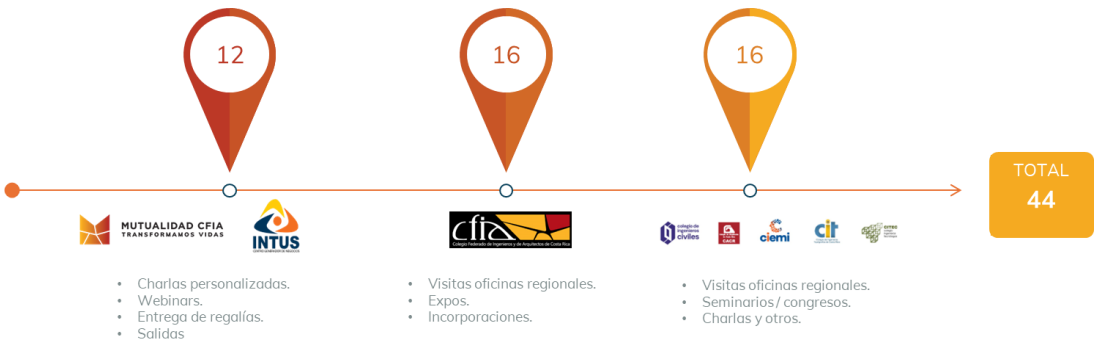 12
16
16
TOTAL
44
MUTUALIDAD CFIA
TRANSFORMAMOS VIDAS
INTUS
cfia
Colegio Federado de Ingenieros y de Arquitectos de Costa Rica
colegio de
ingenieros
civiles
CACR
ciemi
cit
CITEC
• Charlas personalizadas.
• Webinars.
• Entrega de regalías.
• Salidas
• Visitas oficinas regionales.
• Expos.
• Incorporaciones.
• Visitas oficinas regionales.
• Seminarios / congresos.
• Charlas y otros.